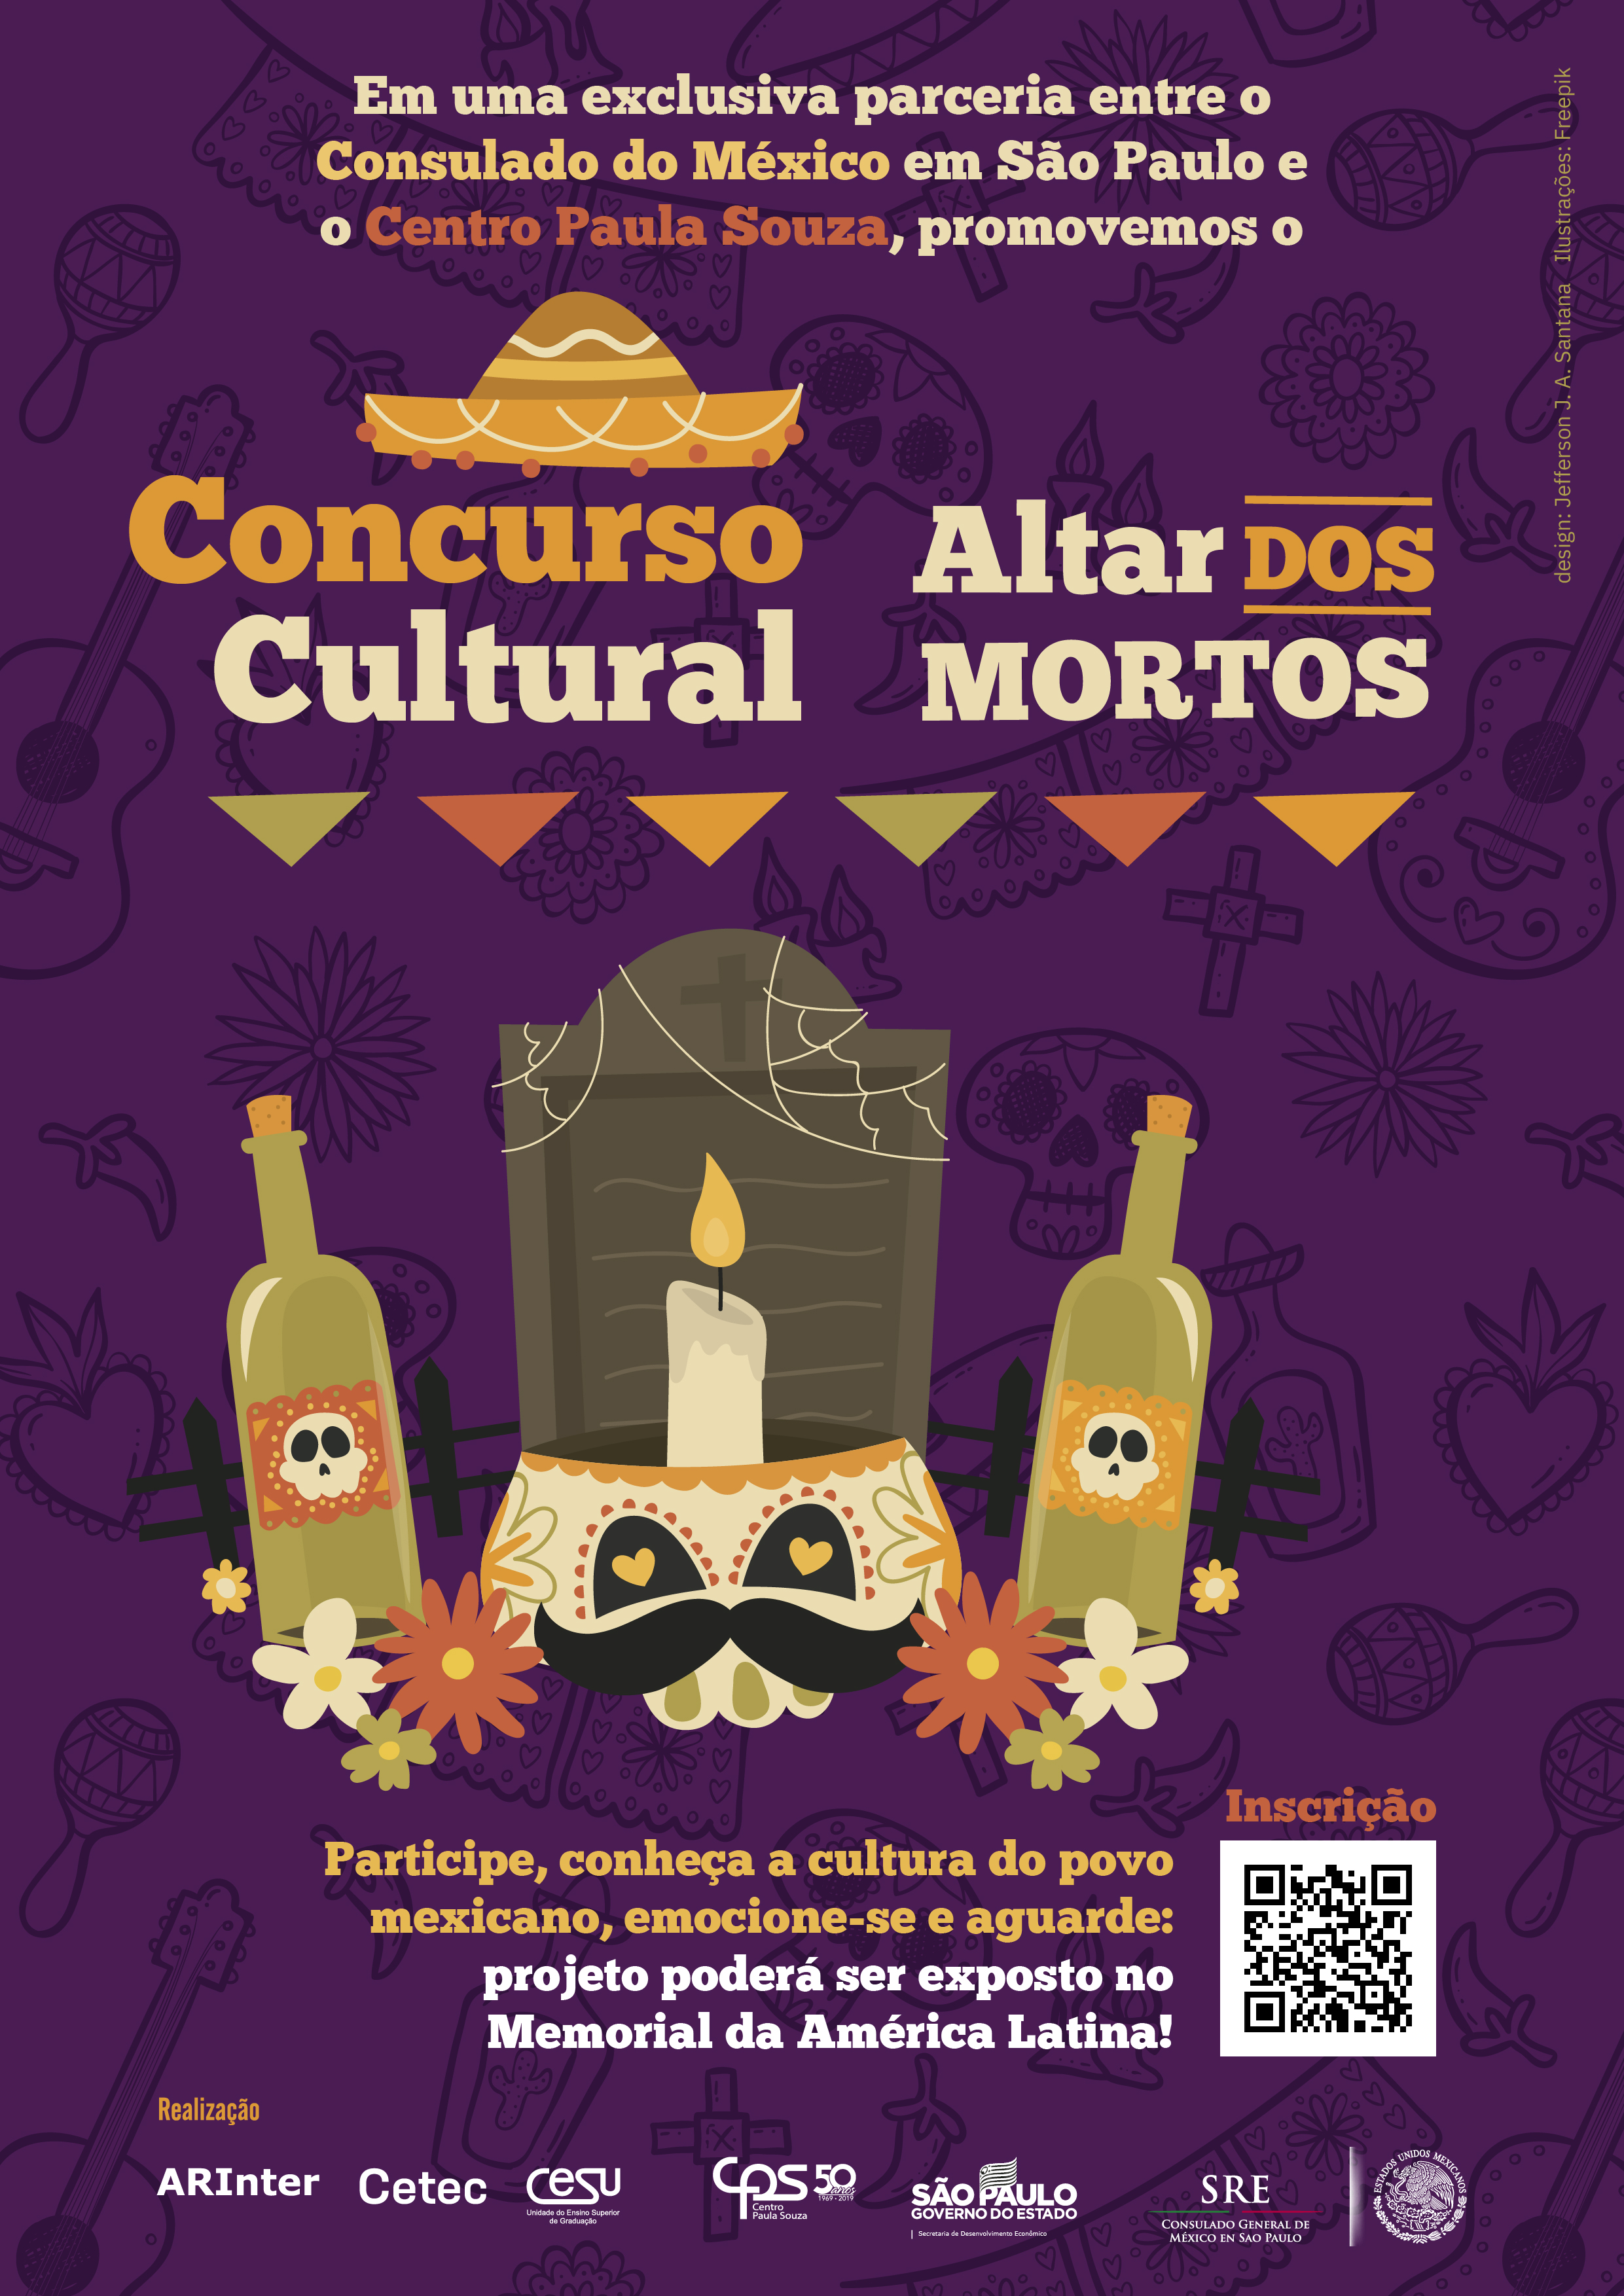 Em uma exclusiva parceria entre o
Consulado do México em São Paulo e
o Centro Paula Souza, promovemos o
Concurso
Cultural
Altar DOS
MORTOS
design: Jefferson J. A. Santana Ilustrações: Freepik
Inscrição
Participe, conheça a cultura do povo
mexicano, emocione-se e aguarde:
projeto poderá ser exposto no
Memorial da América Latina!
Realização
ARInter
Cetec
CESU
Unidade do Ensino Superior
de Graduação
CPS
Centro
Paula Souza
50
anos
1969 - 2019
SÃO PAULO
GOVERNO DO ESTADO
Secretaria de Desenvolvimento Econômico
SRE
CONSULADO GENERAL DE
MÉXICO EN SAO PAULO
ESTADOS UNIDOS MEXICANOS